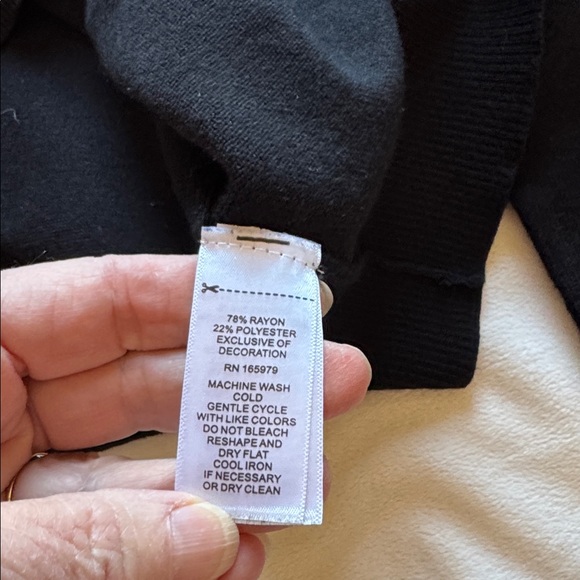 78% RAYON
22% POLYESTER
EXCLUSIVE OF
DECORATION
RN 165979
MACHINE WASH
COLD
GENTLE CYCLE
WITH LIKE COLORS
DO NOT BLEACH
RESHAPE AND
DRY FLAT
COOL IRON
IF NECESSARY
OR DRY CLEAN